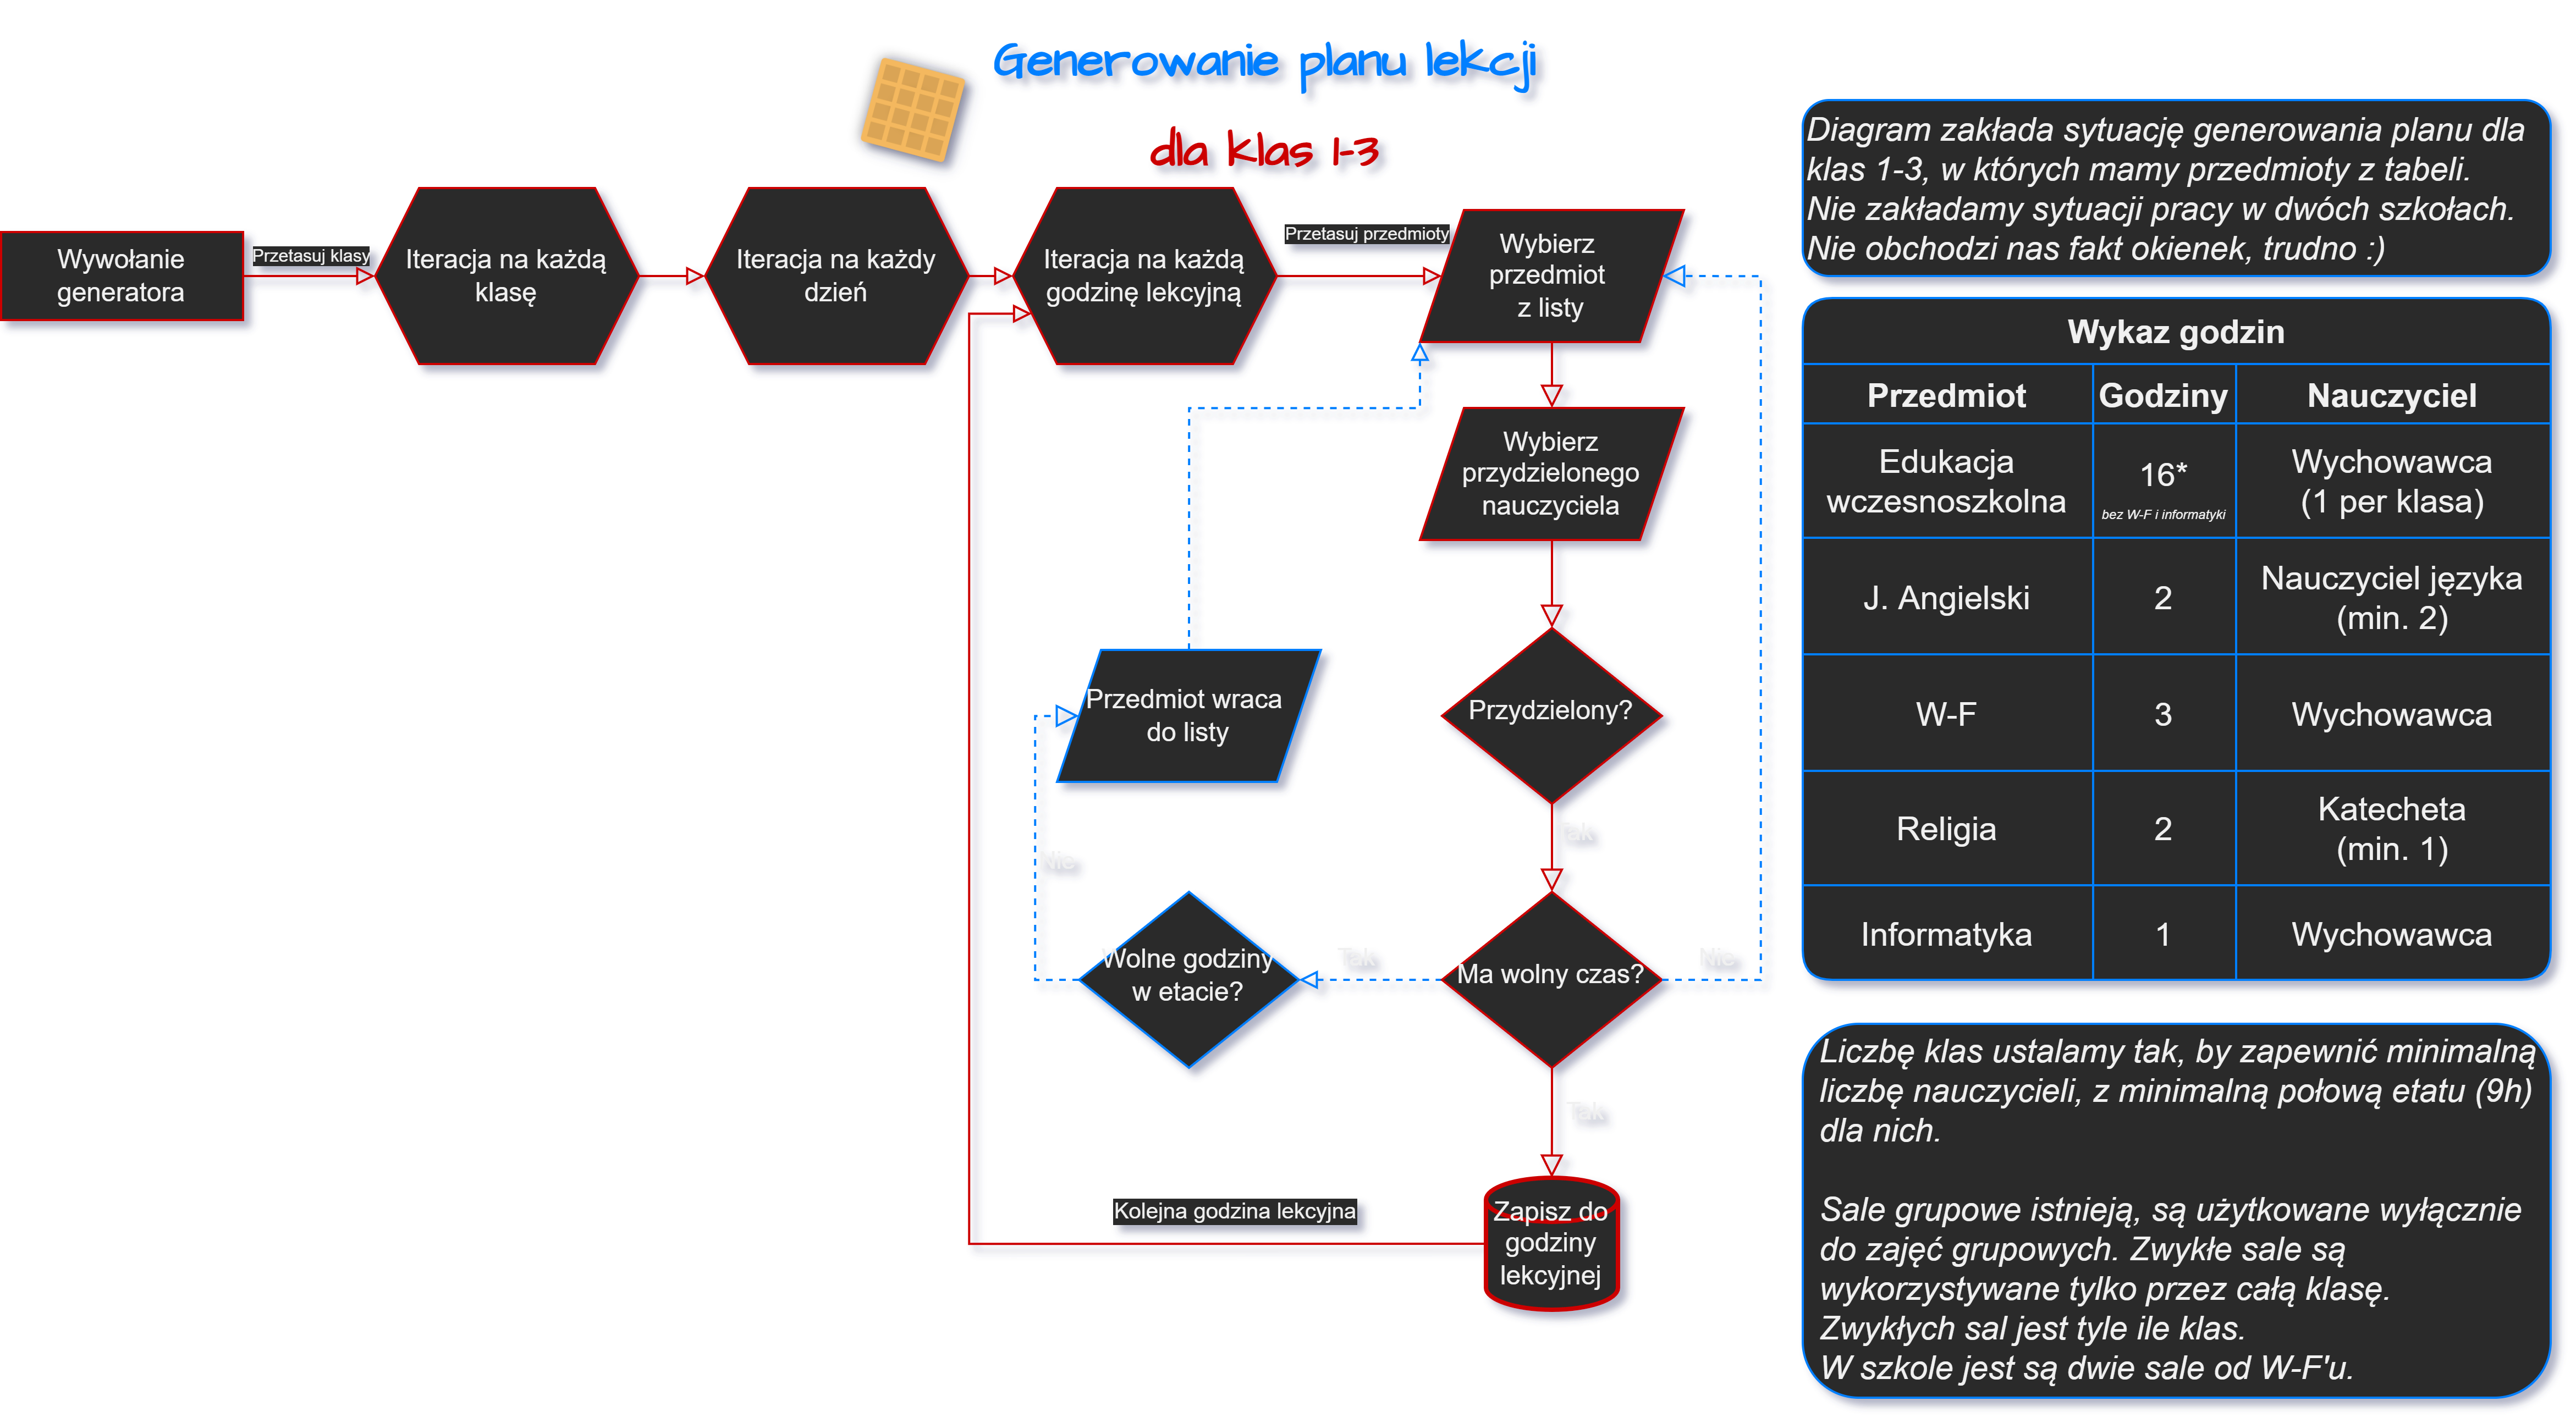 Generowanie planu lekcji
dla klas 1-3
Wywołanie
generatora
Przetasuj klasy
Iteracja na każdą
klasę
Iteracja na każdy
dzień
Iteracja na każdą
godzinę lekcyjną
Przetasuj przedmioty
Wybierz
przedmiot
z listy
Wybierz
przydzielonego
nauczyciela
Przydzielony?
Tak
Ma wolny czas?
Nie
Tak
Wolne godziny
w etacie?
Nie
Przedmiot wraca
do listy
Tak
Zapisz do
godziny
lekcyjnej
Kolejna godzina lekcyjna
Diagram zakłada sytuację generowania planu dla
klas 1-3, w których mamy przedmioty z tabeli.
Nie zakładamy sytuacji pracy w dwóch szkołach.
Nie obchodzi nas fakt okienek, trudno :)
Wykaz godzin
Przedmiot Godziny Nauczyciel
Edukacja
wczesnoszkolna
16*
bez W-F i informatyki
Wychowawca
(1 per klasa)
J. Angielski
2
Nauczyciel języka
(min. 2)
W-F 3 Wychowawca
Religia
2
Katecheta
(min. 1)
Informatyka 1 Wychowawca
Liczbę klas ustalamy tak, by zapewnić minimalną
liczbę nauczycieli, z minimalną połową etatu (9h)
dla nich.
Sale grupowe istnieją, są użytkowane wyłącznie
do zajęć grupowych. Zwykłe sale są
wykorzystywane tylko przez całą klasę.
Zwykłych sal jest tyle ile klas.
W szkole jest są dwie sale od W-F'u.